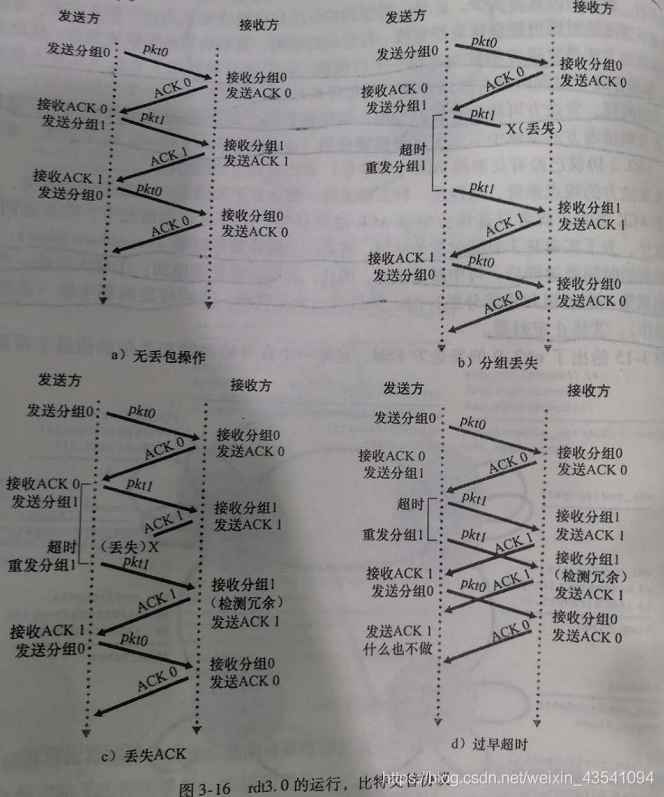 发送方
接收方
发送分组0
pkt0
接收分组0
ACK 0
发送ACK 0
接收ACK 0
发送分组1
pkt1
接收分组1
ACK 1
发送ACK 1
接收ACK 1
发送分组0
pkt0
接收分组0
ACK 0
发送ACK 0
a）无丢包操作
发送方
接收方
发送分组0
pkt0
接收分组0
ACK 0
发送ACK 0
接收ACK 0
发送分组1
pkt1
X(丢失)
超时
重发分组1
pkt1
接收分组1
ACK 1
发送ACK 1
接收ACK 1
发送分组0
pkt0
接收分组0
ACK 0
发送ACK 0
b）分组丢失
发送方
接收方
发送分组0
pkt0
接收分组0
ACK 0
发送ACK 0
接收ACK 0
发送分组1
pkt1
接收分组1
ACK 1
发送ACK 1
超时
(丢失)X
重发分组1
pkt1
接收分组1
(检测冗余)
ACK 1
发送ACK 1
接收ACK 1
发送分组0
pkt0
接收分组0
ACK 0
发送ACK 0
c）丢失ACK
发送方
接收方
发送分组0
pkt0
接收分组0
ACK 0
发送ACK 0
接收ACK 0
发送分组1
pkt1
超时
接收分组1
发送ACK 1
重发分组1
pkt1
ACK 1
接收分组1
(检测冗余)
发送ACK 1
接收ACK 1
发送分组0
pkt0
ACK 1
接收分组0
发送ACK 0
发送ACK 1
什么也不做
ACK 0
d）过早超时
图 3-16 rdt3.0 的运行，比特交替协议
https://blog.csdn.net/weixin_43541094